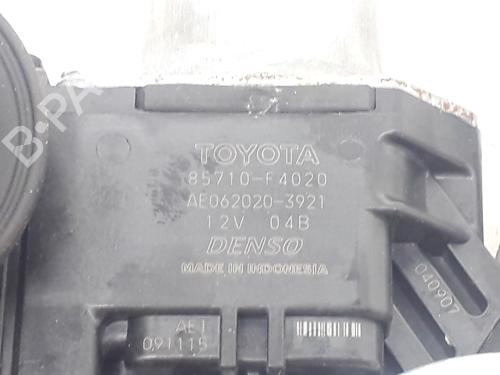 B-PA
TOYOTA
85710-F4020
AE062020-3921
12V 04B
DENSO
MADE IN INDONESIA
040907
AE1
091115